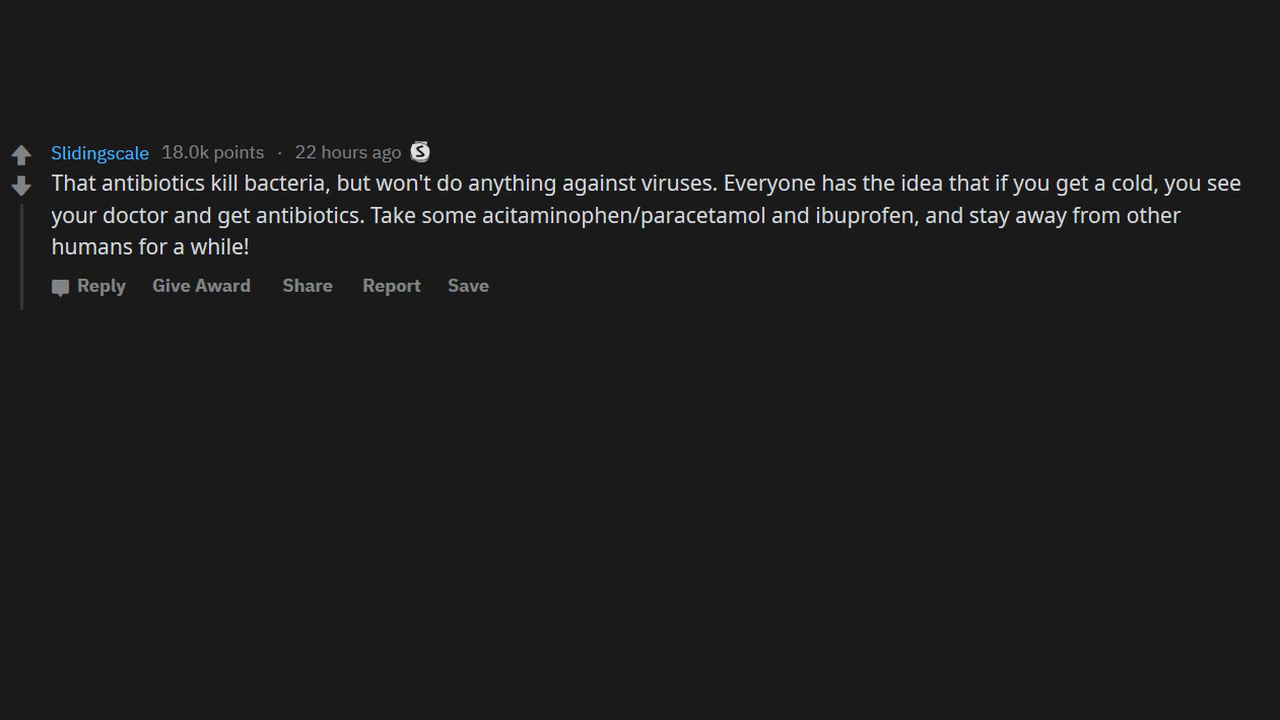 Slidingscale 18.0k points · 22 hours ago S
That antibiotics kill bacteria, but won't do anything against viruses. Everyone has the idea that if you get a cold, you see
your doctor and get antibiotics. Take some acitaminophen/paracetamol and ibuprofen, and stay away from other
humans for a while!
Reply Give Award Share Report Save